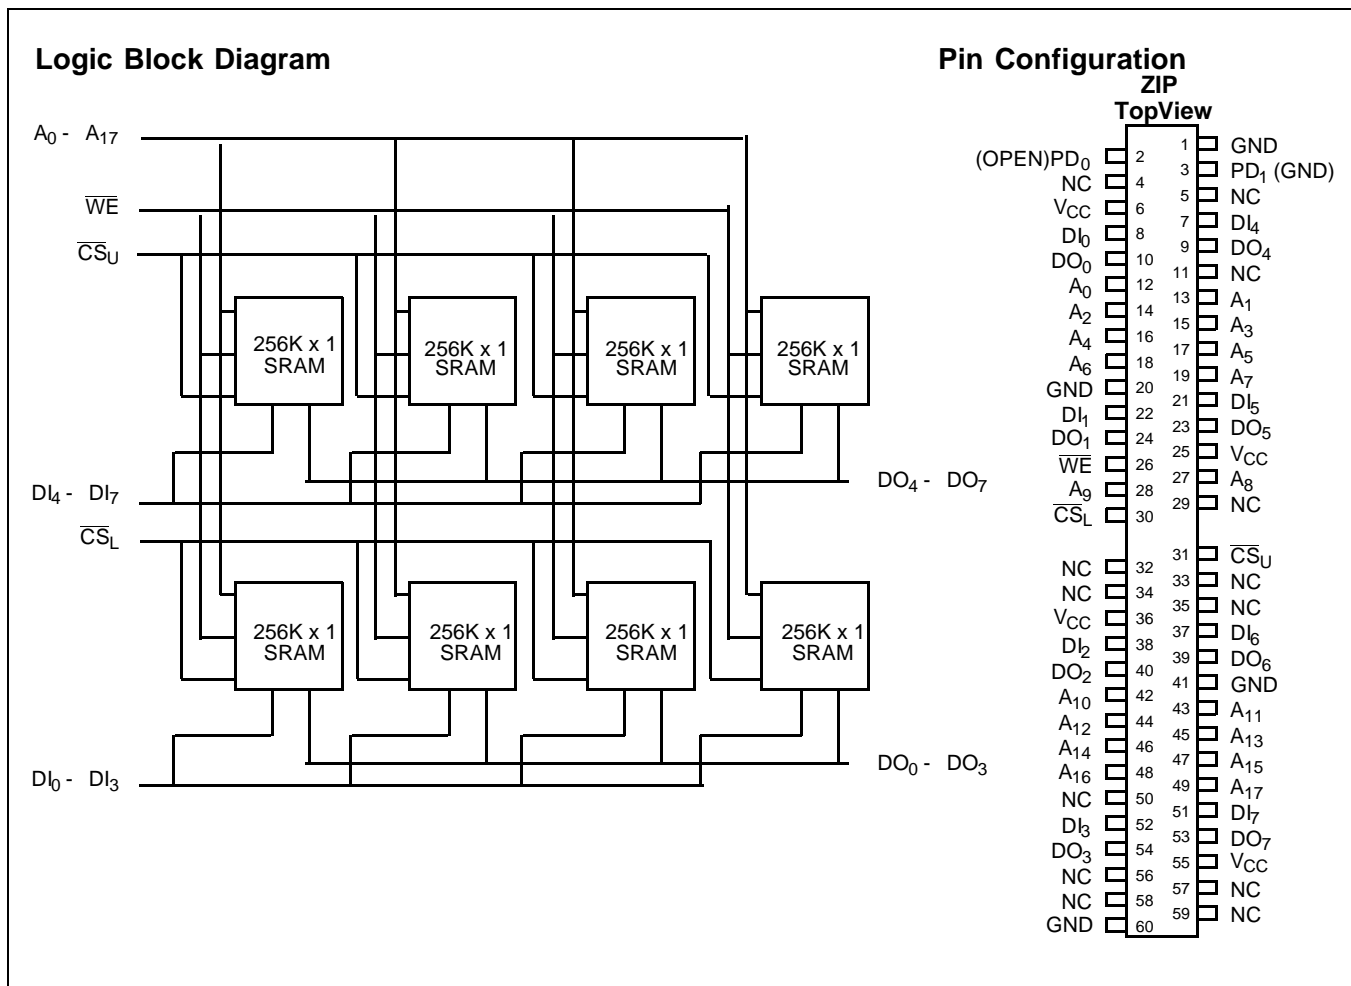 Logic Block Diagram
A0 - A17
WE
CSU
256K x 1
SRAM
256K x 1
SRAM
256K x 1
SRAM
256K x 1
SRAM
DI4 - DI7
DO4 - DO7
CSL
256K x 1
SRAM
256K x 1
SRAM
256K x 1
SRAM
256K x 1
SRAM
DI0 - DI3
DO0 - DO3
Pin Configuration
ZIP
TopView
1 GND
(OPEN)PD0 2
3 PD1 (GND)
NC 4
5 NC
VCC 6
7 DI4
DI0 8
9 DO4
DO0 10
11 NC
A0 12
13 A1
A2 14
15 A3
A4 16
17 A5
A6 18
19 A7
GND 20
21 DI5
DI1 22
23 DO5
DO1 24
25 VCC
WE 26
27 A8
A9 28
29 NC
CSL 30
31 CSU
NC 32
33 NC
NC 34
35 NC
VCC 36
37 DI6
DI2 38
39 DO6
DO2 40
41 GND
A10 42
43 A11
A12 44
45 A13
A14 46
47 A15
A16 48
49 A17
NC 50
51 DI7
DI3 52
53 DO7
DO3 54
55 VCC
NC 56
57 NC
NC 58
59 NC
GND 60